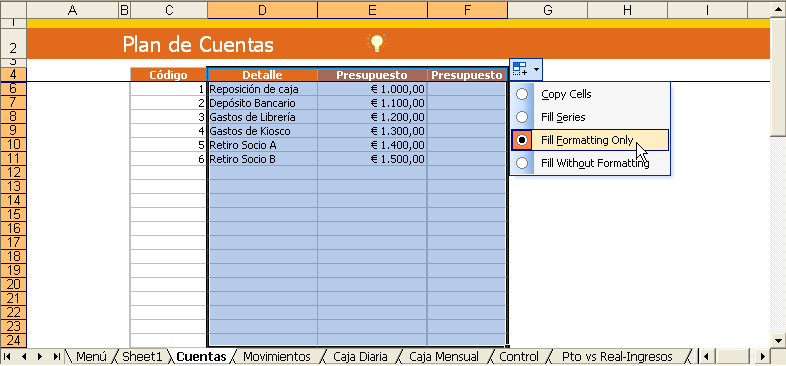 A B C D E F G H I
1
2 Plan de Cuentas
3
4 Código Detalle Presupuesto Presupuesto
6 1 Reposición de caja € 1.000,00
Copy Cells
7 2 Depósito Bancario € 1.100,00
8 3 Gastos de Librería € 1.200,00
Fill Series
9 4 Gastos de Kiosco € 1.300,00
10 5 Retiro Socio A € 1.400,00
Fill Formatting Only
11 6 Retiro Socio B € 1.500,00
Fill Without Formatting
12
13
14
15
16
17
18
19
20
21
22
23
24
Menú Sheet1 Cuentas Movimientos Caja Diaria Caja Mensual Control Pto vs Real-Ingresos